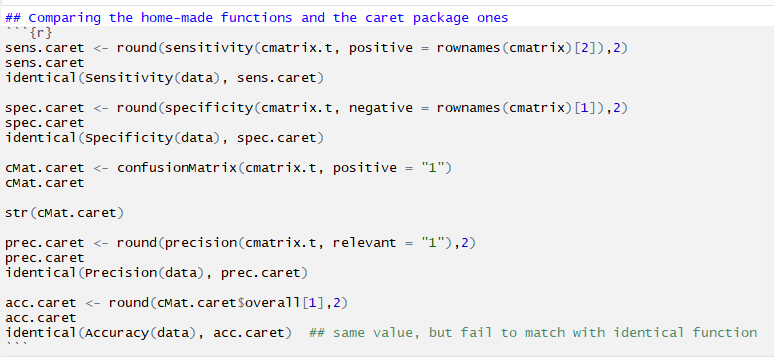 ## Comparing the home-made functions and the caret package ones
```{r}
sens.caret <- round(sensitivity(cmatrix.t, positive = rownames(cmatrix)[2]),2)
sens.caret
identical(Sensitivity(data), sens.caret)
spec.caret <- round(specificity(cmatrix.t, negative = rownames(cmatrix)[1]),2)
spec.caret
identical(Specificity(data), spec.caret)
cMat.caret <- confusionMatrix(cmatrix.t, positive = "1")
cMat.caret
str(cMat.caret)
prec.caret <- round(precision(cmatrix.t, relevant = "1"),2)
prec.caret
identical(Precision(data), prec.caret)
acc.caret <- round(cMat.caret$overall[1],2)
acc.caret
identical(Accuracy(data), acc.caret)  ## same value, but fail to match with identical function
```